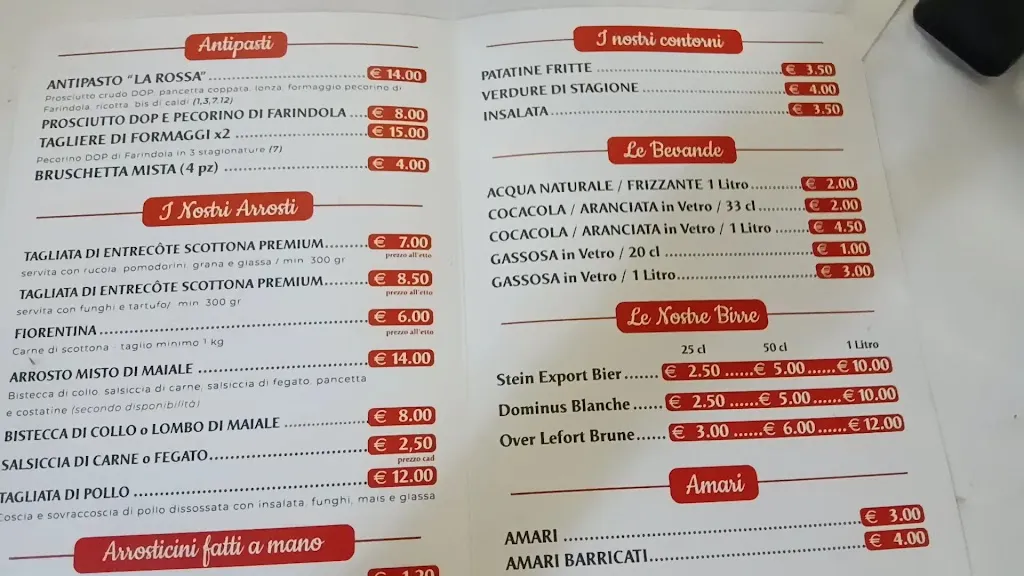 Antipasti
ANTIPASTO “LA ROSSA”........................................ € 14.00
Prosciutto crudo DOP, pancetta coppata, lonza, formaggio pecorino di
Farindola, ricotta, bis di caldi (1,3,7,12)
PROSCIUTTO DOP E PECORINO DI FARINDOLA .... € 8.00
TAGLIERE DI FORMAGGI x2 .................................. € 15.00
Pecorino DOP di Farindola in 3 stagionature (7)
BRUSCHETTA MISTA (4 pz) .................................... € 4.00
I Nostri Arrosti
TAGLIATA DI ENTRECÔTE SCOTTONA PREMIUM........ € 7.00
servita con rucola, pomodorini, grana e glassa / min. 300 gr prezzo all'etto
TAGLIATA DI ENTRECÔTE SCOTTONA PREMIUM........ € 8.50
servita con funghi e tartufo/ min. 300 gr prezzo all'etto
FIORENTINA ...................................................... € 6.00
Carne di scottona - taglio minimo 1 kg prezzo all'etto
ARROSTO MISTO DI MAIALE .................................. € 14.00
Bistecca di collo, salsiccia di carne, salsiccia di fegato, pancetta
e costatine (secondo disponibilità)
BISTECCA DI COLLO o LOMBO DI MAIALE ................ € 8.00
SALSICCIA DI CARNE o FEGATO................................ € 2,50
prezzo cad
TAGLIATA DI POLLO ............................................. € 12.00
Coscia e sovraccoscia di pollo dissossata con insalata, funghi, mais e glassa
Arrosticini fatti a mano
€ 1.20
I nostri contorni
PATATINE FRITTE ................................................ € 3.50
VERDURE DI STAGIONE ....................................... € 4.00
INSALATA........................................................... € 3.50
Le Bevande
ACQUA NATURALE / FRIZZANTE 1 Litro............... € 2.00
COCACOLA / ARANCIATA in Vetro / 33 cl............... € 2.00
COCACOLA / ARANCIATA in Vetro / 1 Litro ............ € 4.50
GASSOSA in Vetro / 20 cl .................................... € 1.00
GASSOSA in Vetro / 1 Litro.................................. € 3.00
Le Nostre Birre
25 cl 50 cl 1 Litro
Stein Export Bier ....... € 2.50 ......€ 5.00 ......€ 10.00
Dominus Blanche ...... € 2.50 ......€ 5.00 ......€ 10.00
Over Lefort Brune...... € 3.00 ......€ 6.00 ......€ 12.00
Amari
AMARI .............................................................. € 3.00
AMARI BARRICATI............................................. € 4.00